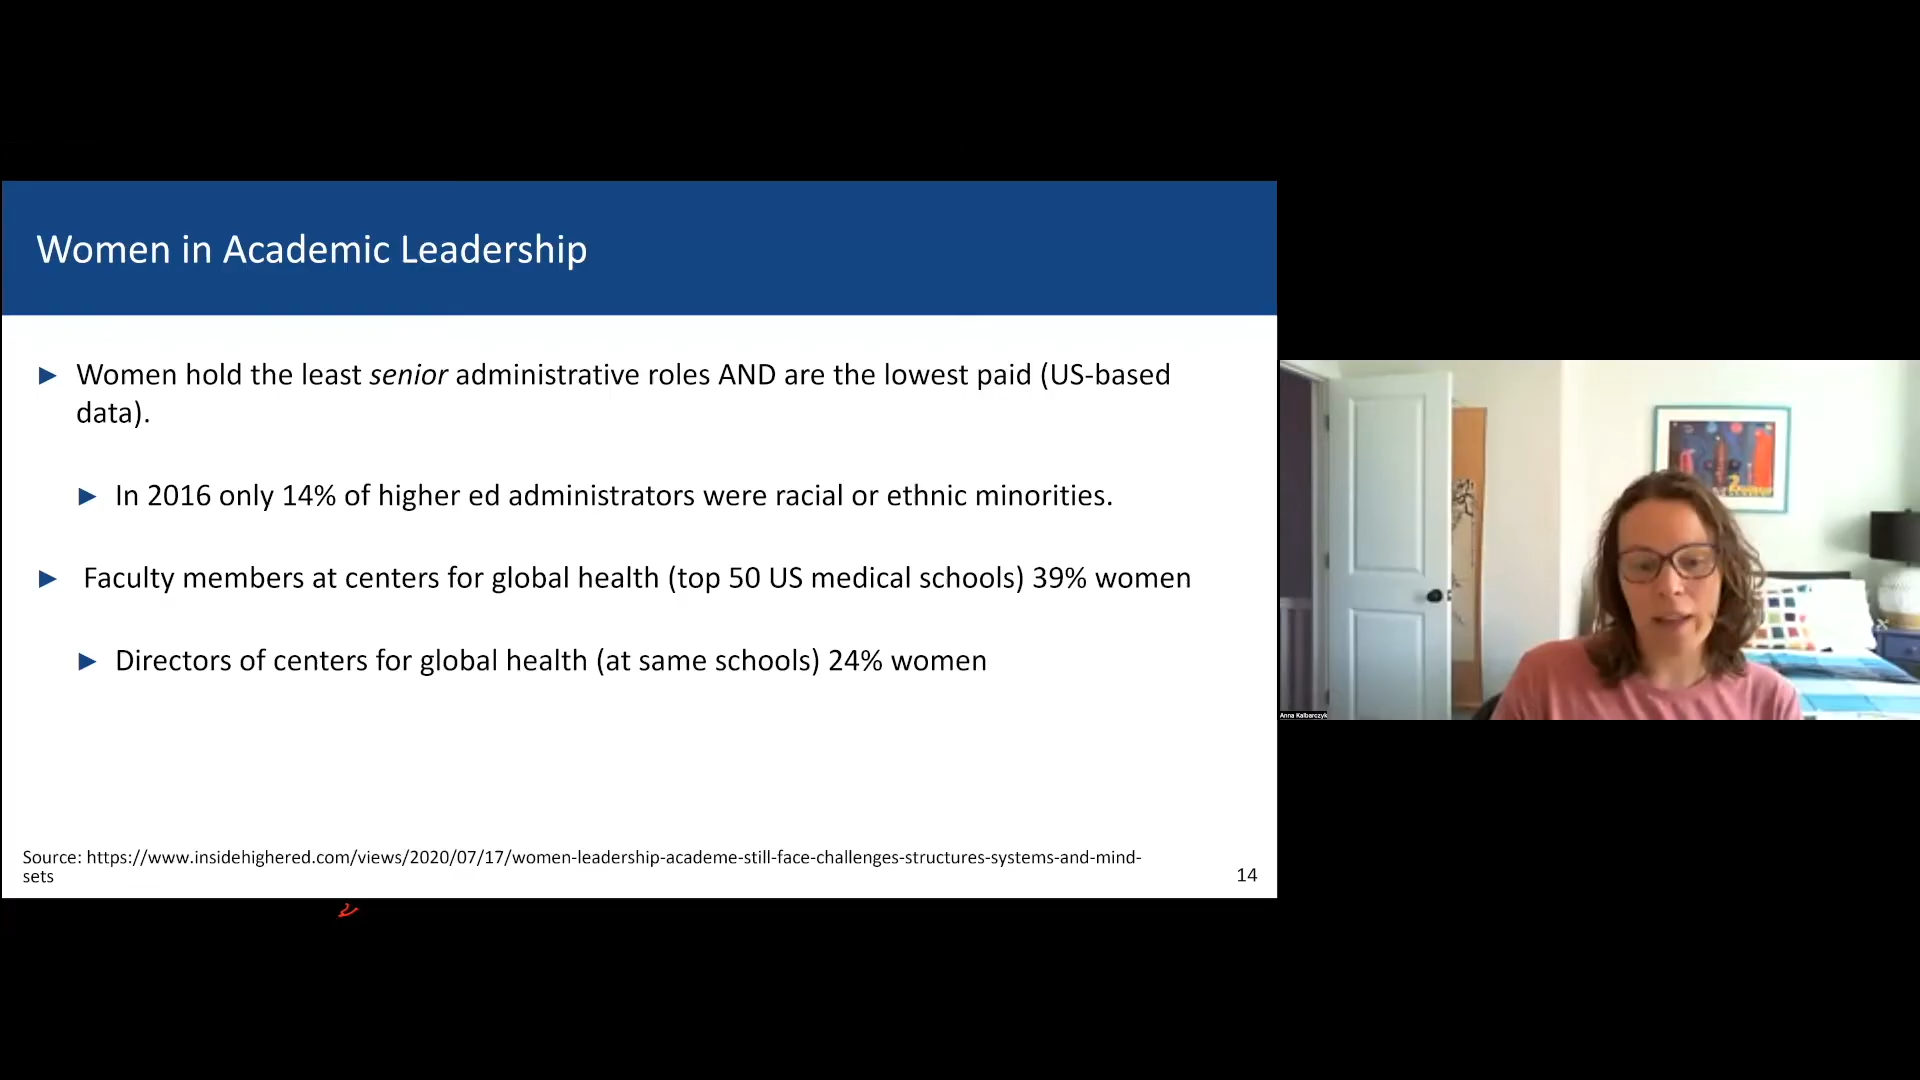 Women in Academic Leadership
► Women hold the least senior administrative roles AND are the lowest paid (US-based
data).
► In 2016 only 14% of higher ed administrators were racial or ethnic minorities.
► Faculty members at centers for global health (top 50 US medical schools) 39% women
► Directors of centers for global health (at same schools) 24% women
Source: https://www.insidehighered.com/views/2020/07/17/women-leadership-academe-still-face-challenges-structures-systems-and-mind-
sets
14
Anna Kalbarczyk